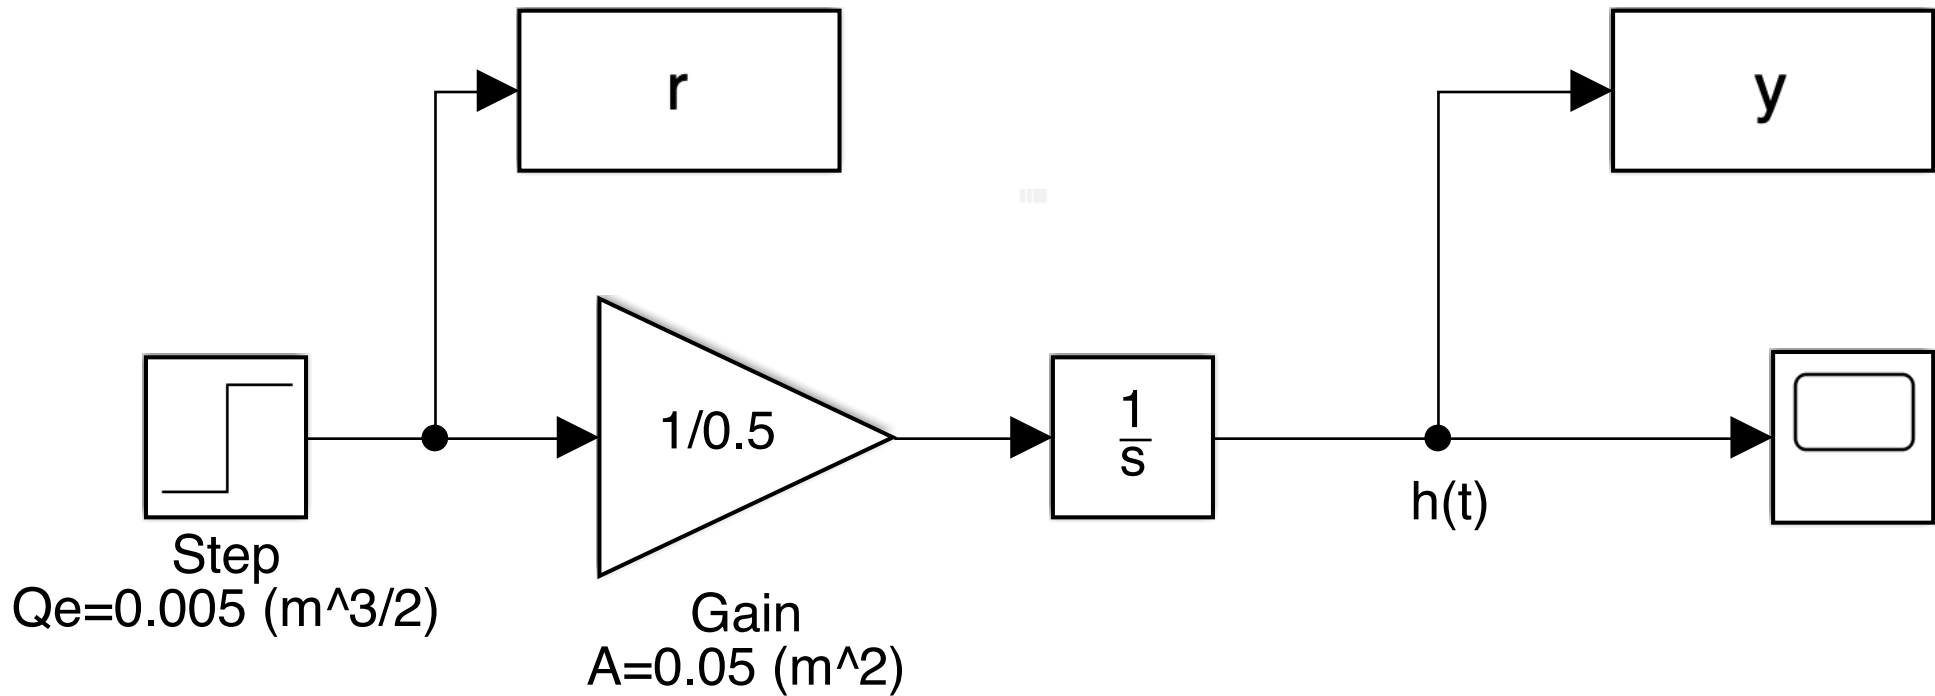 r
y
1/0.5
1
s
h(t)
Step
Qe=0.005 (m^3/2)
Gain
A=0.05 (m^2)